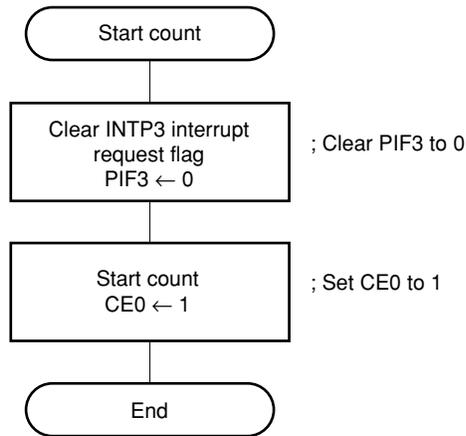 Start count
Clear INTP3 interrupt
request flag
PIF3 ← 0
; Clear PIF3 to 0
Start count
CE0 ← 1
; Set CE0 to 1
End